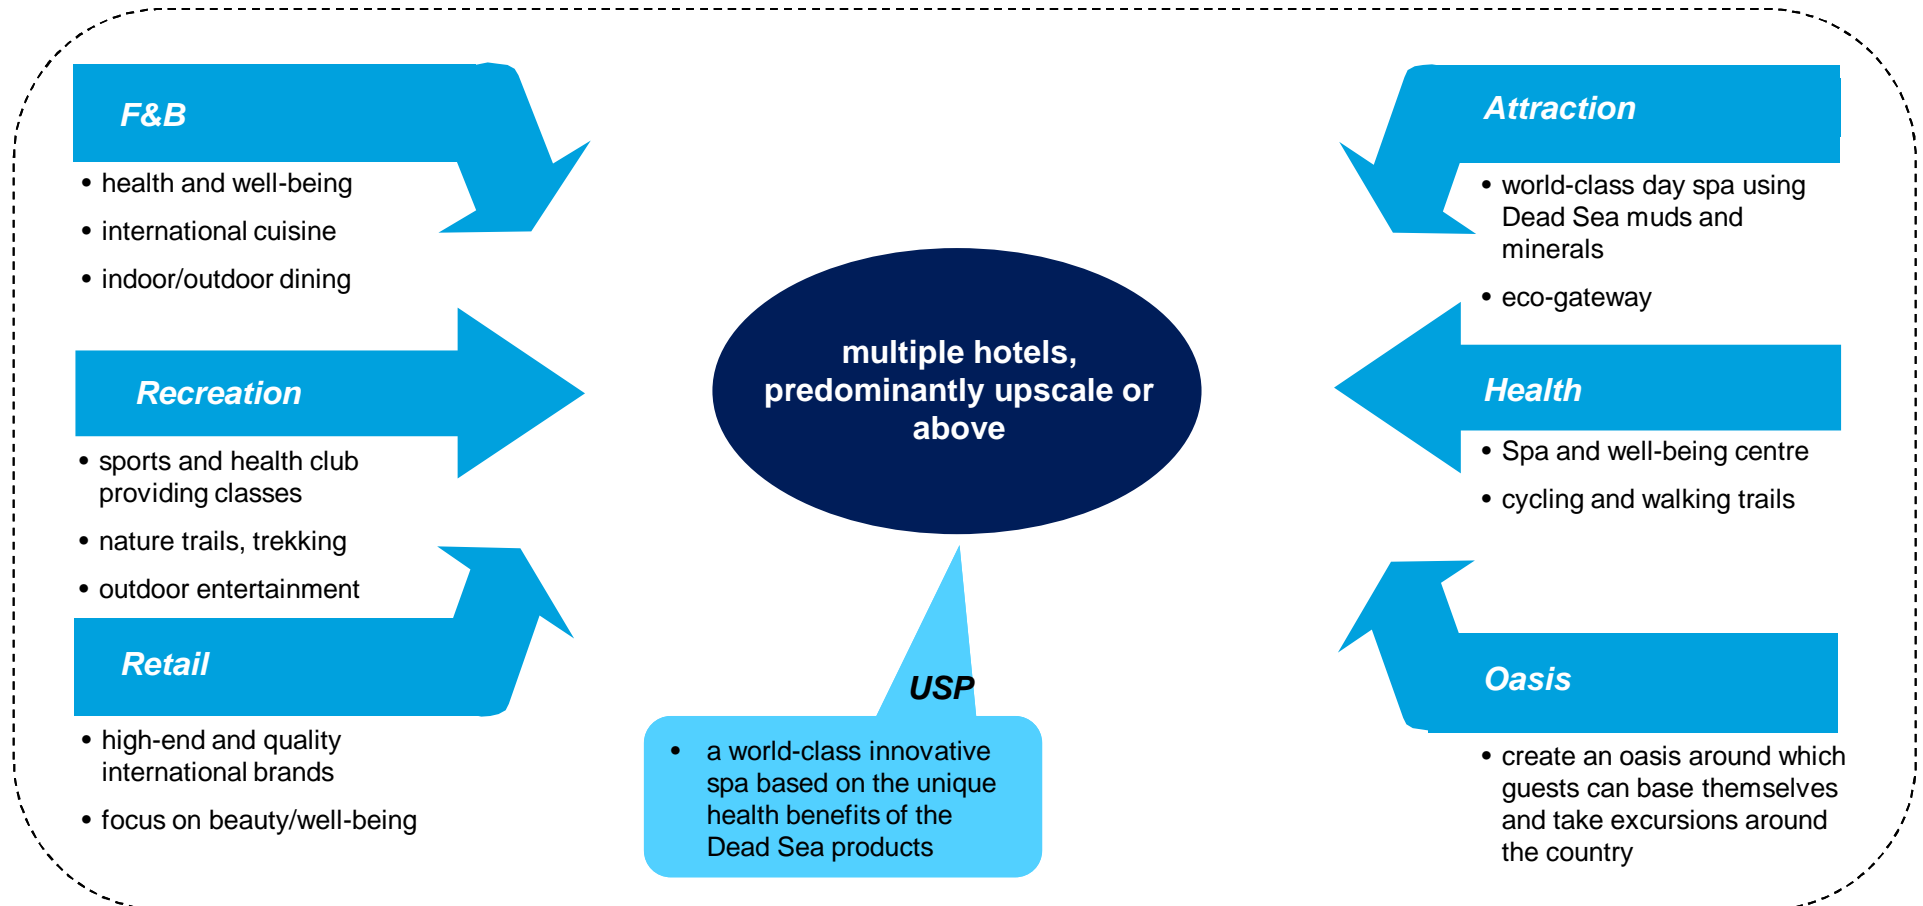 F&B
• health and well-being
• international cuisine
• indoor/outdoor dining
Recreation
• sports and health club
providing classes
• nature trails, trekking
• outdoor entertainment
Retail
• high-end and quality
international brands
• focus on beauty/well-being
multiple hotels,
predominantly upscale or
above
USP
• a world-class innovative
spa based on the unique
health benefits of the
Dead Sea products
Attraction
• world-class day spa using
Dead Sea muds and
minerals
• eco-gateway
Health
• Spa and well-being centre
• cycling and walking trails
Oasis
• create an oasis around which
guests can base themselves
and take excursions around
the country